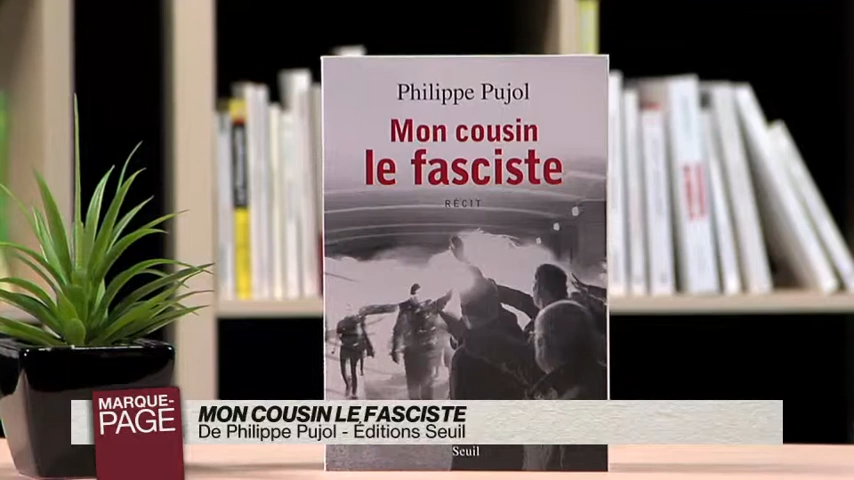 Philippe Pujol
Mon cousin
le fasciste
RÉCIT
MARQUE-
PAGE
MON COUSIN LE FASCISTE
De Philippe Pujol - Éditions Seuil
Seuil